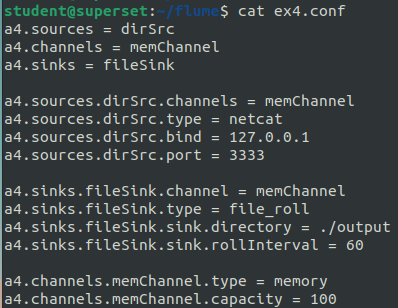 student@superset:~/flume$ cat ex4.conf
a4.sources = dirSrc
a4.channels = memChannel
a4.sinks = fileSink
a4.sources.dirSrc.channels = memChannel
a4.sources.dirSrc.type = netcat
a4.sources.dirSrc.bind = 127.0.0.1
a4.sources.dirSrc.port = 3333
a4.sinks.fileSink.channel = memChannel
a4.sinks.fileSink.type = file_roll
a4.sinks.fileSink.sink.directory = ./output
a4.sinks.fileSink.sink.rollInterval = 60
a4.channels.memChannel.type = memory
a4.channels.memChannel.capacity = 100